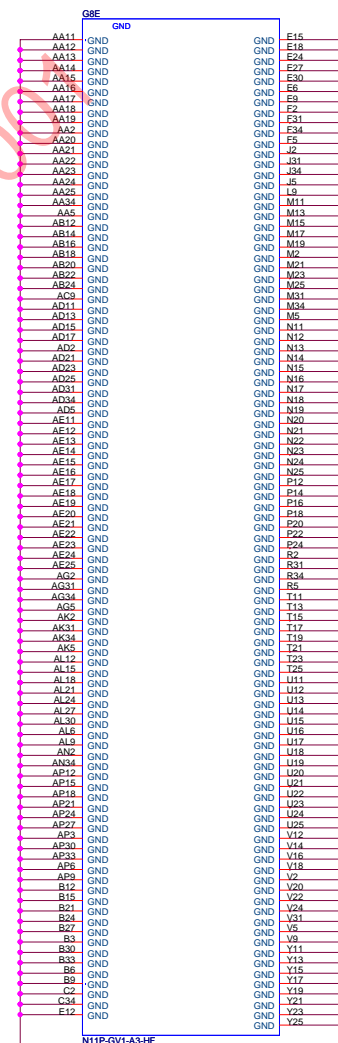 G8E
GND
AA11 GND GND E15
AA12 GND GND E18
AA13 GND GND E24
AA14 GND GND E27
AA15 GND GND E30
AA16 GND GND E6
AA17 GND GND E9
AA18 GND GND F2
AA19 GND GND F31
AA2 GND GND F34
AA20 GND GND F5
AA21 GND GND J2
AA22 GND GND J31
AA23 GND GND J34
AA24 GND GND J5
AA25 GND GND L9
AA34 GND GND M11
AA5 GND GND M13
AB12 GND GND M15
AB14 GND GND M17
AB16 GND GND M19
AB18 GND GND M2
AB20 GND GND M21
AB22 GND GND M23
AB24 GND GND M25
AC9 GND GND M31
AD11 GND GND M34
AD13 GND GND M5
AD15 GND GND N11
AD17 GND GND N12
AD2 GND GND N13
AD21 GND GND N14
AD23 GND GND N15
AD25 GND GND N16
AD31 GND GND N17
AD34 GND GND N18
AD5 GND GND N19
AE11 GND GND N20
AE12 GND GND N21
AE13 GND GND N22
AE14 GND GND N23
AE15 GND GND N24
AE16 GND GND N25
AE17 GND GND P12
AE18 GND GND P14
AE19 GND GND P16
AE20 GND GND P18
AE21 GND GND P20
AE22 GND GND P22
AE23 GND GND P24
AE24 GND GND R2
AE25 GND GND R31
AG2 GND GND R34
AG31 GND GND R5
AG34 GND GND T11
AG5 GND GND T13
AK2 GND GND T15
AK31 GND GND T17
AK34 GND GND T19
AK5 GND GND T21
AL12 GND GND T23
AL15 GND GND T25
AL18 GND GND U11
AL21 GND GND U12
AL24 GND GND U13
AL27 GND GND U14
AL30 GND GND U15
AL6 GND GND U16
AL9 GND GND U17
AN2 GND GND U18
AN34 GND GND U19
AP12 GND GND U20
AP15 GND GND U21
AP18 GND GND U22
AP21 GND GND U23
AP24 GND GND U24
AP27 GND GND U25
AP3 GND GND V12
AP30 GND GND V14
AP33 GND GND V16
AP6 GND GND V18
AP9 GND GND V2
B12 GND GND V20
B15 GND GND V22
B21 GND GND V24
B24 GND GND V31
B27 GND GND V5
B3 GND GND V9
B30 GND GND Y11
B33 GND GND Y13
B6 GND GND Y15
B9 GND GND Y17
C2 GND GND Y19
C34 GND GND Y21
E12 GND GND Y23
GND Y25
N11P-GV1-A3-HF